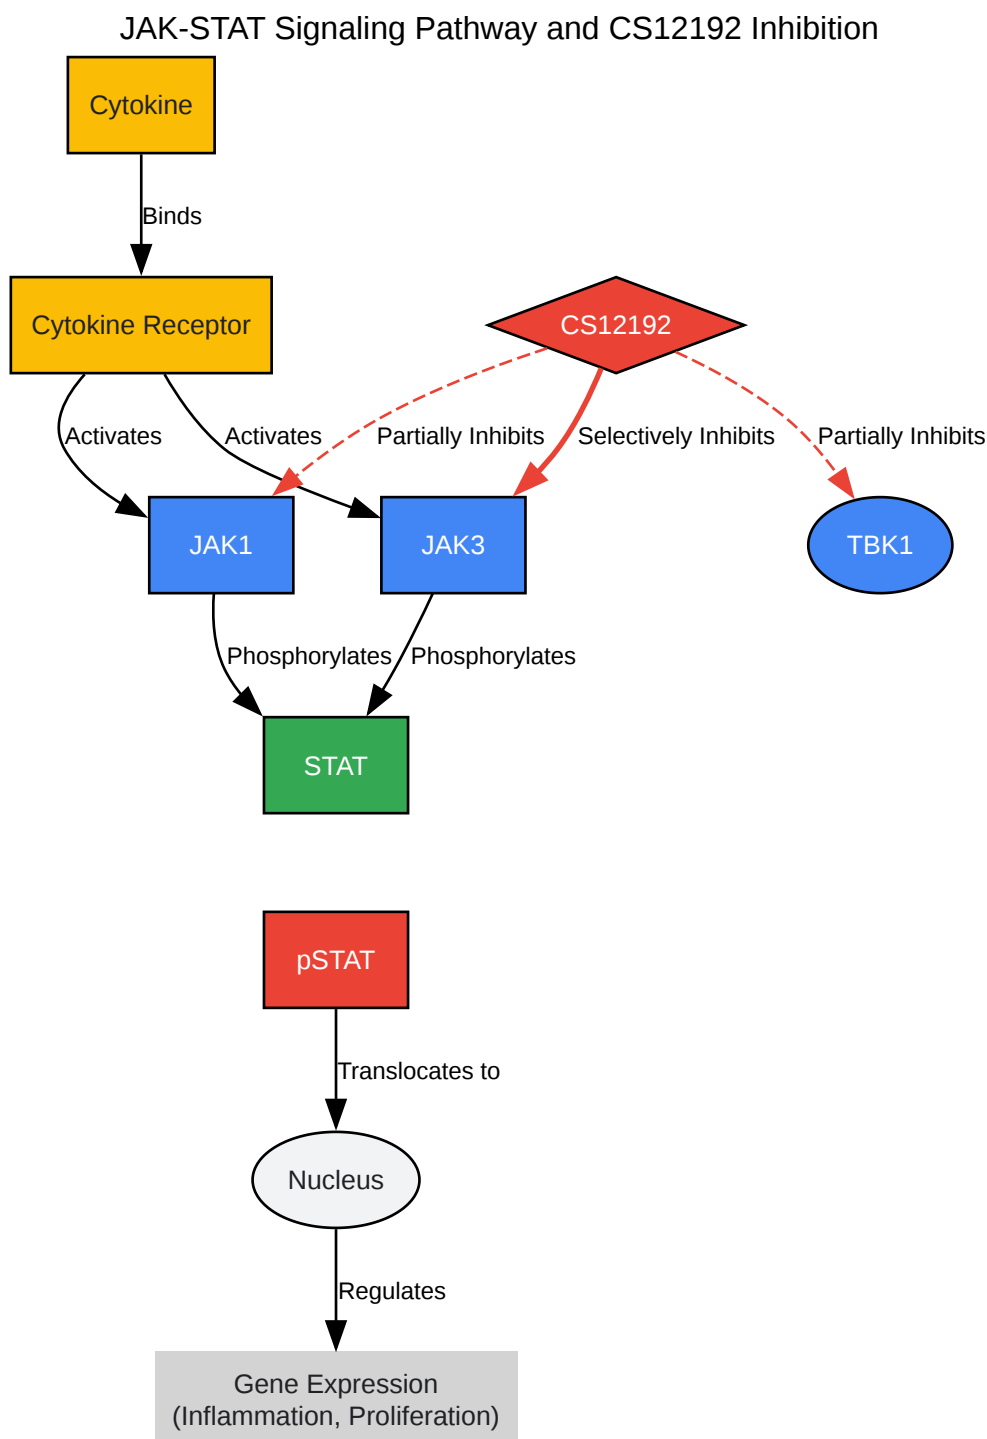 JAK-STAT Signaling Pathway and CS12192 Inhibition
Cytokine
Binds
Cytokine Receptor
CS12192
Activates
Activates
Partially Inhibits
Selectively Inhibits
Partially Inhibits
JAK1
JAK3
TBK1
Phosphorylates
Phosphorylates
STAT
pSTAT
Translocates to
Nucleus
Regulates
Gene Expression
(Inflammation, Proliferation)